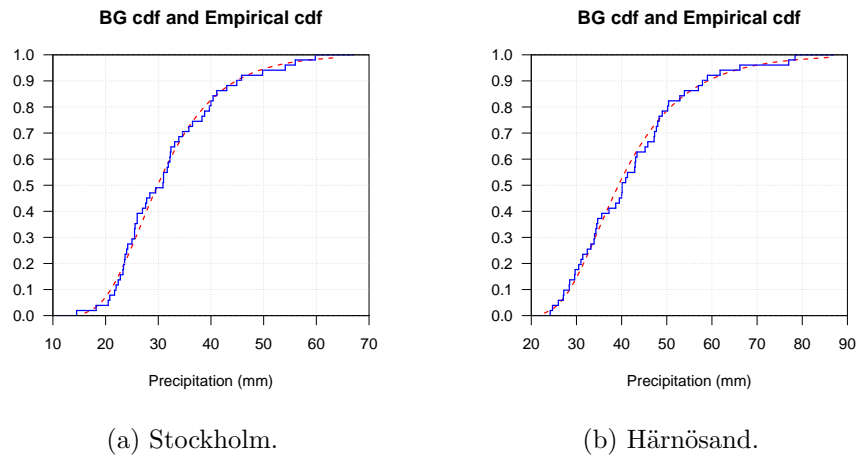 BG cdf and Empirical cdf
1.0
0.9
0.8
0.7
0.6
0.5
0.4
0.3
0.2
0.1
0.0
10 20 30 40 50 60 70
Precipitation (mm)
(a) Stockholm.
BG cdf and Empirical cdf
1.0
0.9
0.8
0.7
0.6
0.5
0.4
0.3
0.2
0.1
0.0
20 30 40 50 60 70 80 90
Precipitation (mm)
(b) Härnösand.